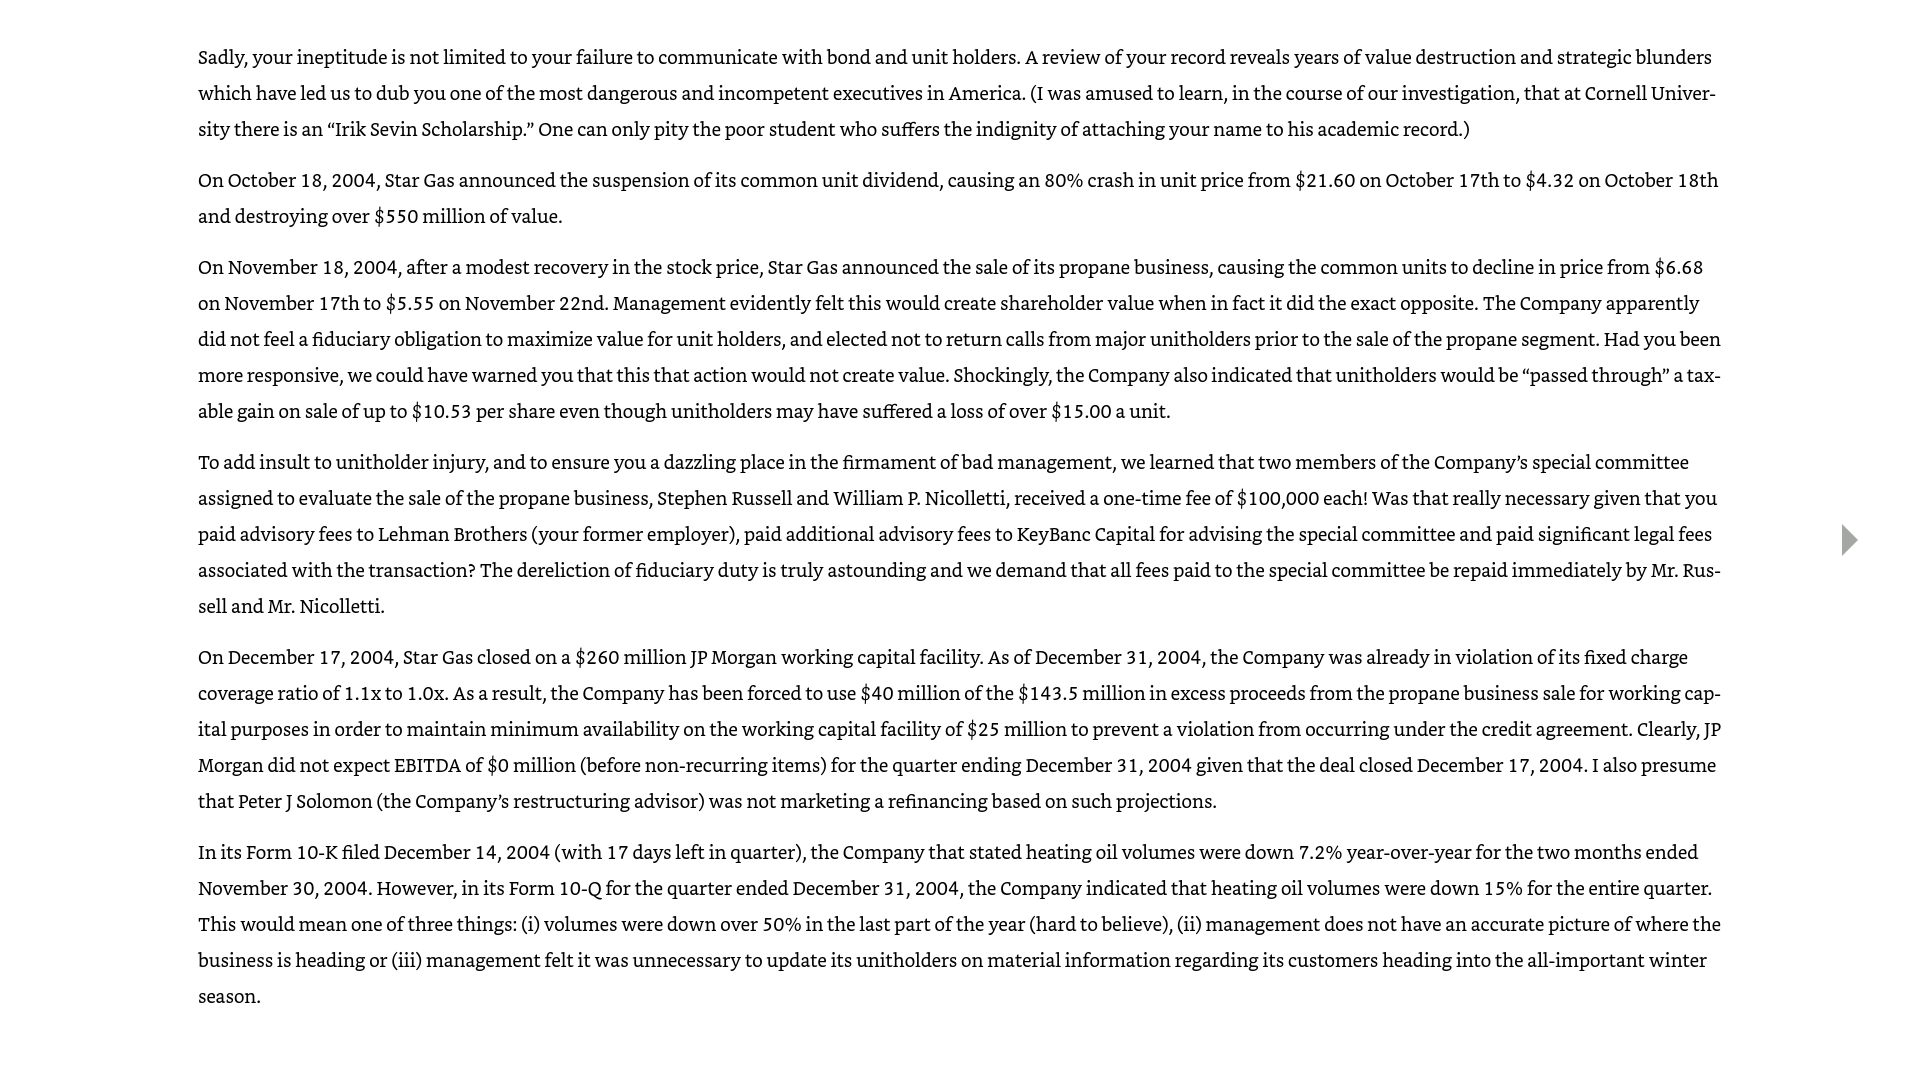 Sadly, your ineptitude is not limited to your failure to communicate with bond and unit holders. A review of your record reveals years of value destruction and strategic blunders
which have led us to dub you one of the most dangerous and incompetent executives in America. (I was amused to learn, in the course of our investigation, that at Cornell Univer-
sity there is an “Irik Sevin Scholarship.” One can only pity the poor student who suffers the indignity of attaching your name to his academic record.)
On October 18, 2004, Star Gas announced the suspension of its common unit dividend, causing an 80% crash in unit price from $21.60 on October 17th to $4.32 on October 18th
and destroying over $550 million of value.
On November 18, 2004, after a modest recovery in the stock price, Star Gas announced the sale of its propane business, causing the common units to decline in price from $6.68
on November 17th to $5.55 on November 22nd. Management evidently felt this would create shareholder value when in fact it did the exact opposite. The Company apparently
did not feel a fiduciary obligation to maximize value for unit holders, and elected not to return calls from major unitholders prior to the sale of the propane segment. Had you been
more responsive, we could have warned you that this that action would not create value. Shockingly, the Company also indicated that unitholders would be “passed through” a tax-
able gain on sale of up to $10.53 per share even though unitholders may have suffered a loss of over $15.00 a unit.
To add insult to unitholder injury, and to ensure you a dazzling place in the firmament of bad management, we learned that two members of the Company’s special committee
assigned to evaluate the sale of the propane business, Stephen Russell and William P. Nicolletti, received a one-time fee of $100,000 each! Was that really necessary given that you
paid advisory fees to Lehman Brothers (your former employer), paid additional advisory fees to KeyBanc Capital for advising the special committee and paid significant legal fees
associated with the transaction? The dereliction of fiduciary duty is truly astounding and we demand that all fees paid to the special committee be repaid immediately by Mr. Rus-
sell and Mr. Nicolletti.
On December 17, 2004, Star Gas closed on a $260 million JP Morgan working capital facility. As of December 31, 2004, the Company was already in violation of its fixed charge
coverage ratio of 1.1x to 1.0x. As a result, the Company has been forced to use $40 million of the $143.5 million in excess proceeds from the propane business sale for working cap-
ital purposes in order to maintain minimum availability on the working capital facility of $25 million to prevent a violation from occurring under the credit agreement. Clearly, JP
Morgan did not expect EBITDA of $0 million (before non-recurring items) for the quarter ending December 31, 2004 given that the deal closed December 17, 2004. I also presume
that Peter J Solomon (the Company’s restructuring advisor) was not marketing a refinancing based on such projections.
In its Form 10-K filed December 14, 2004 (with 17 days left in quarter), the Company that stated heating oil volumes were down 7.2% year-over-year for the two months ended
November 30, 2004. However, in its Form 10-Q for the quarter ended December 31, 2004, the Company indicated that heating oil volumes were down 15% for the entire quarter.
This would mean one of three things: (i) volumes were down over 50% in the last part of the year (hard to believe), (ii) management does not have an accurate picture of where the
business is heading or (iii) management felt it was unnecessary to update its unitholders on material information regarding its customers heading into the all-important winter
season.